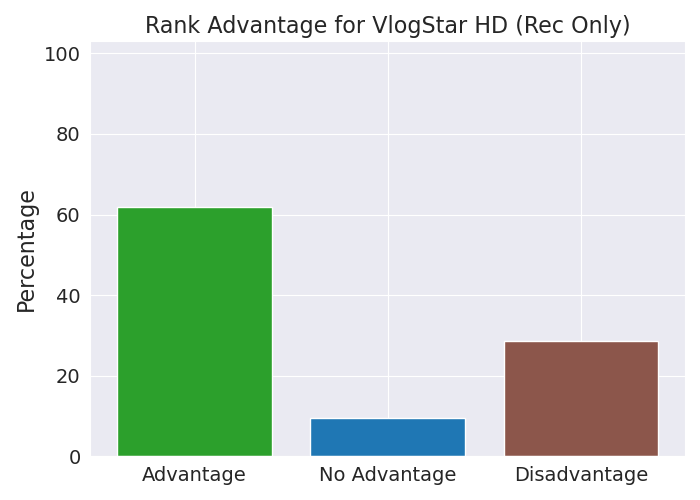 Rank Advantage for VlogStar HD (Rec Only)
100
80
60
40
20
0
Percentage
Advantage
No Advantage
Disadvantage